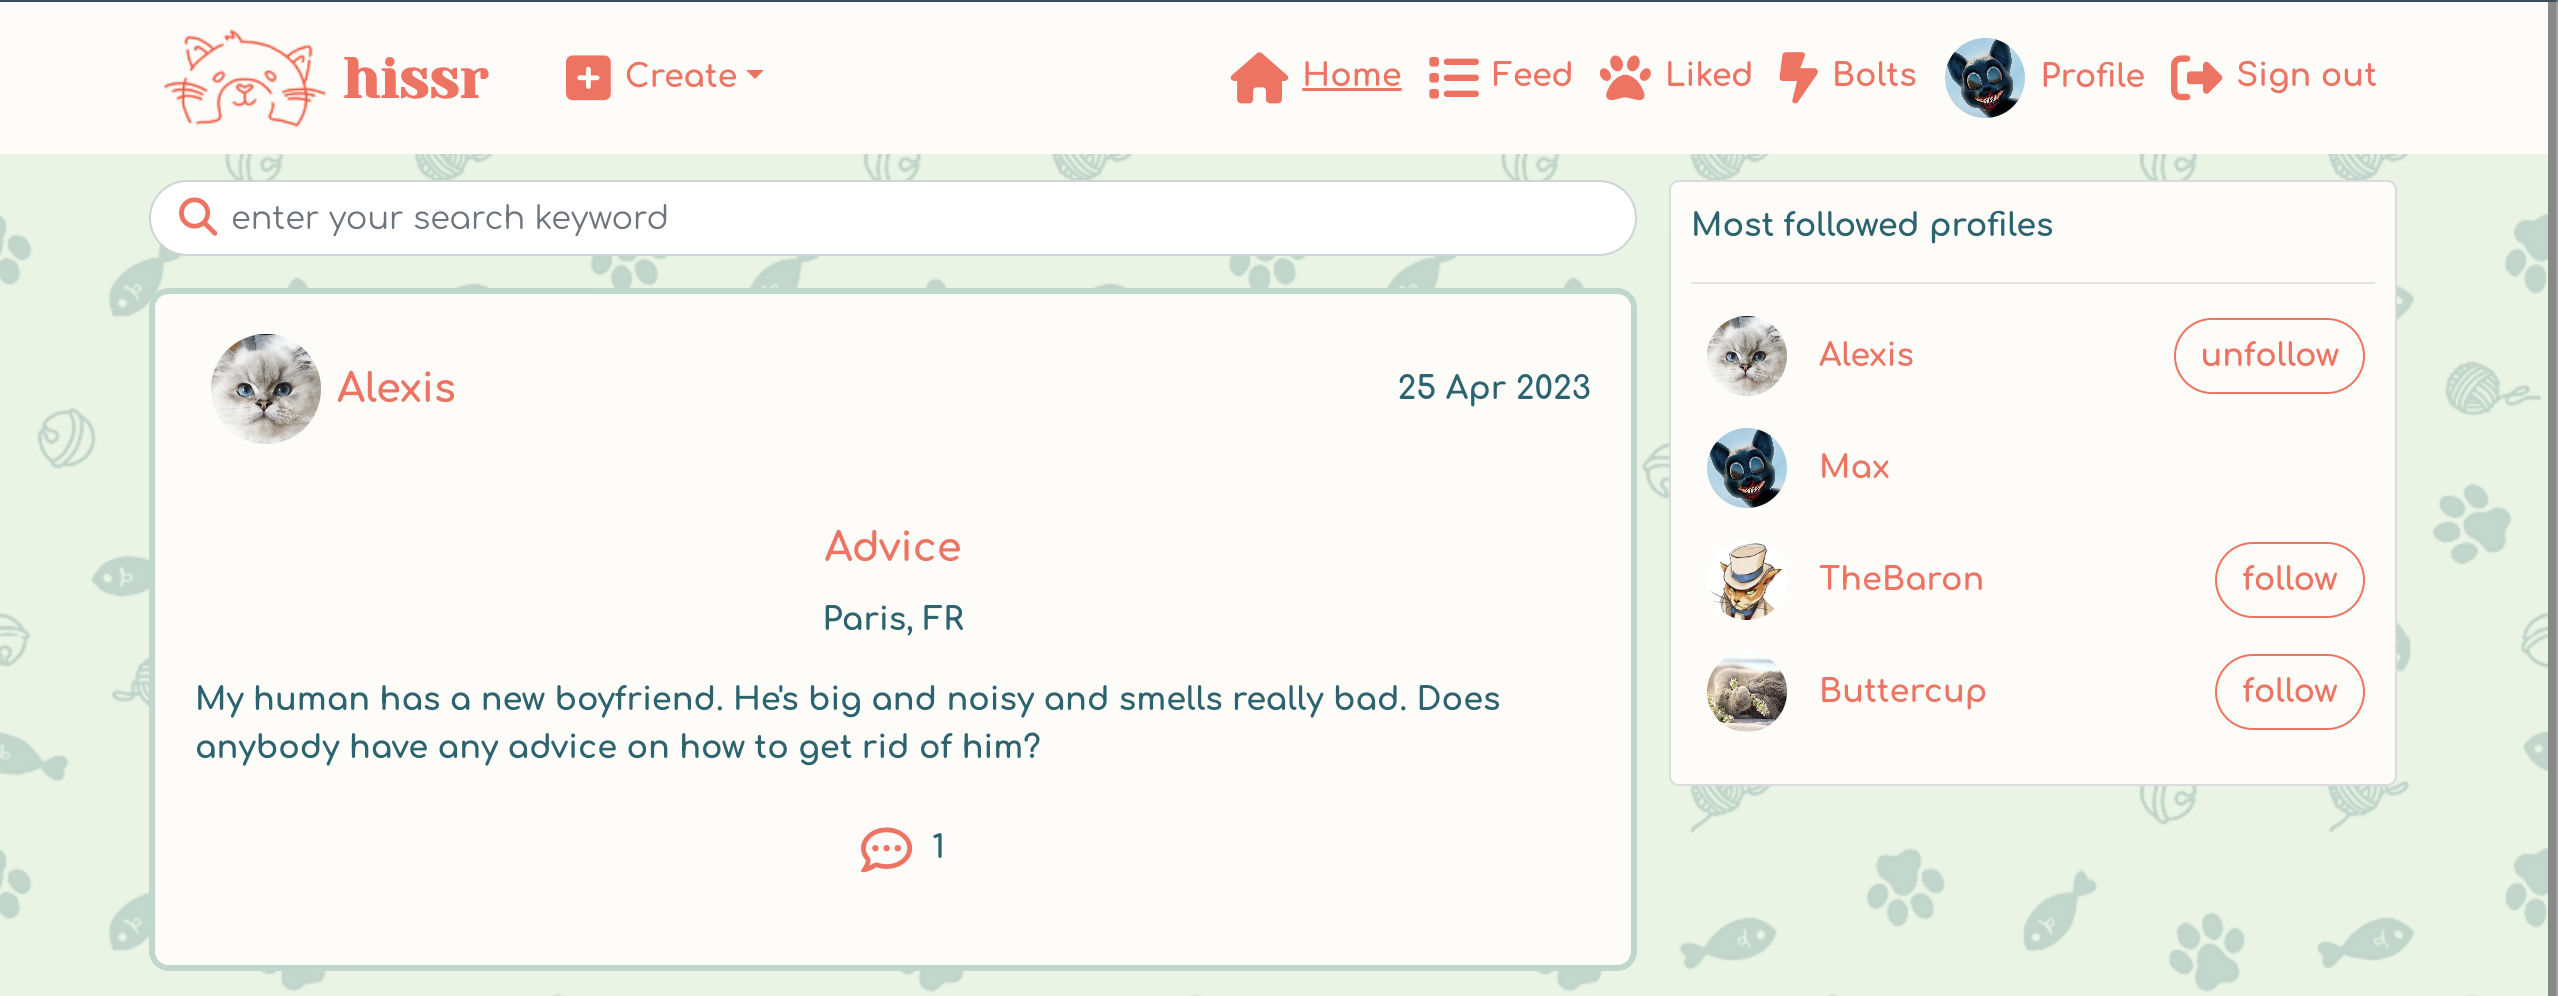 hissr
Create
Home
Feed
Liked
Bolts
Profile
Sign out
enter your search keyword
Alexis
25 Apr 2023
Advice
Paris, FR
My human has a new boyfriend. He's big and noisy and smells really bad. Does
anybody have any advice on how to get rid of him?
1
Most followed profiles
Alexis
unfollow
Max
TheBaron
follow
Buttercup
follow